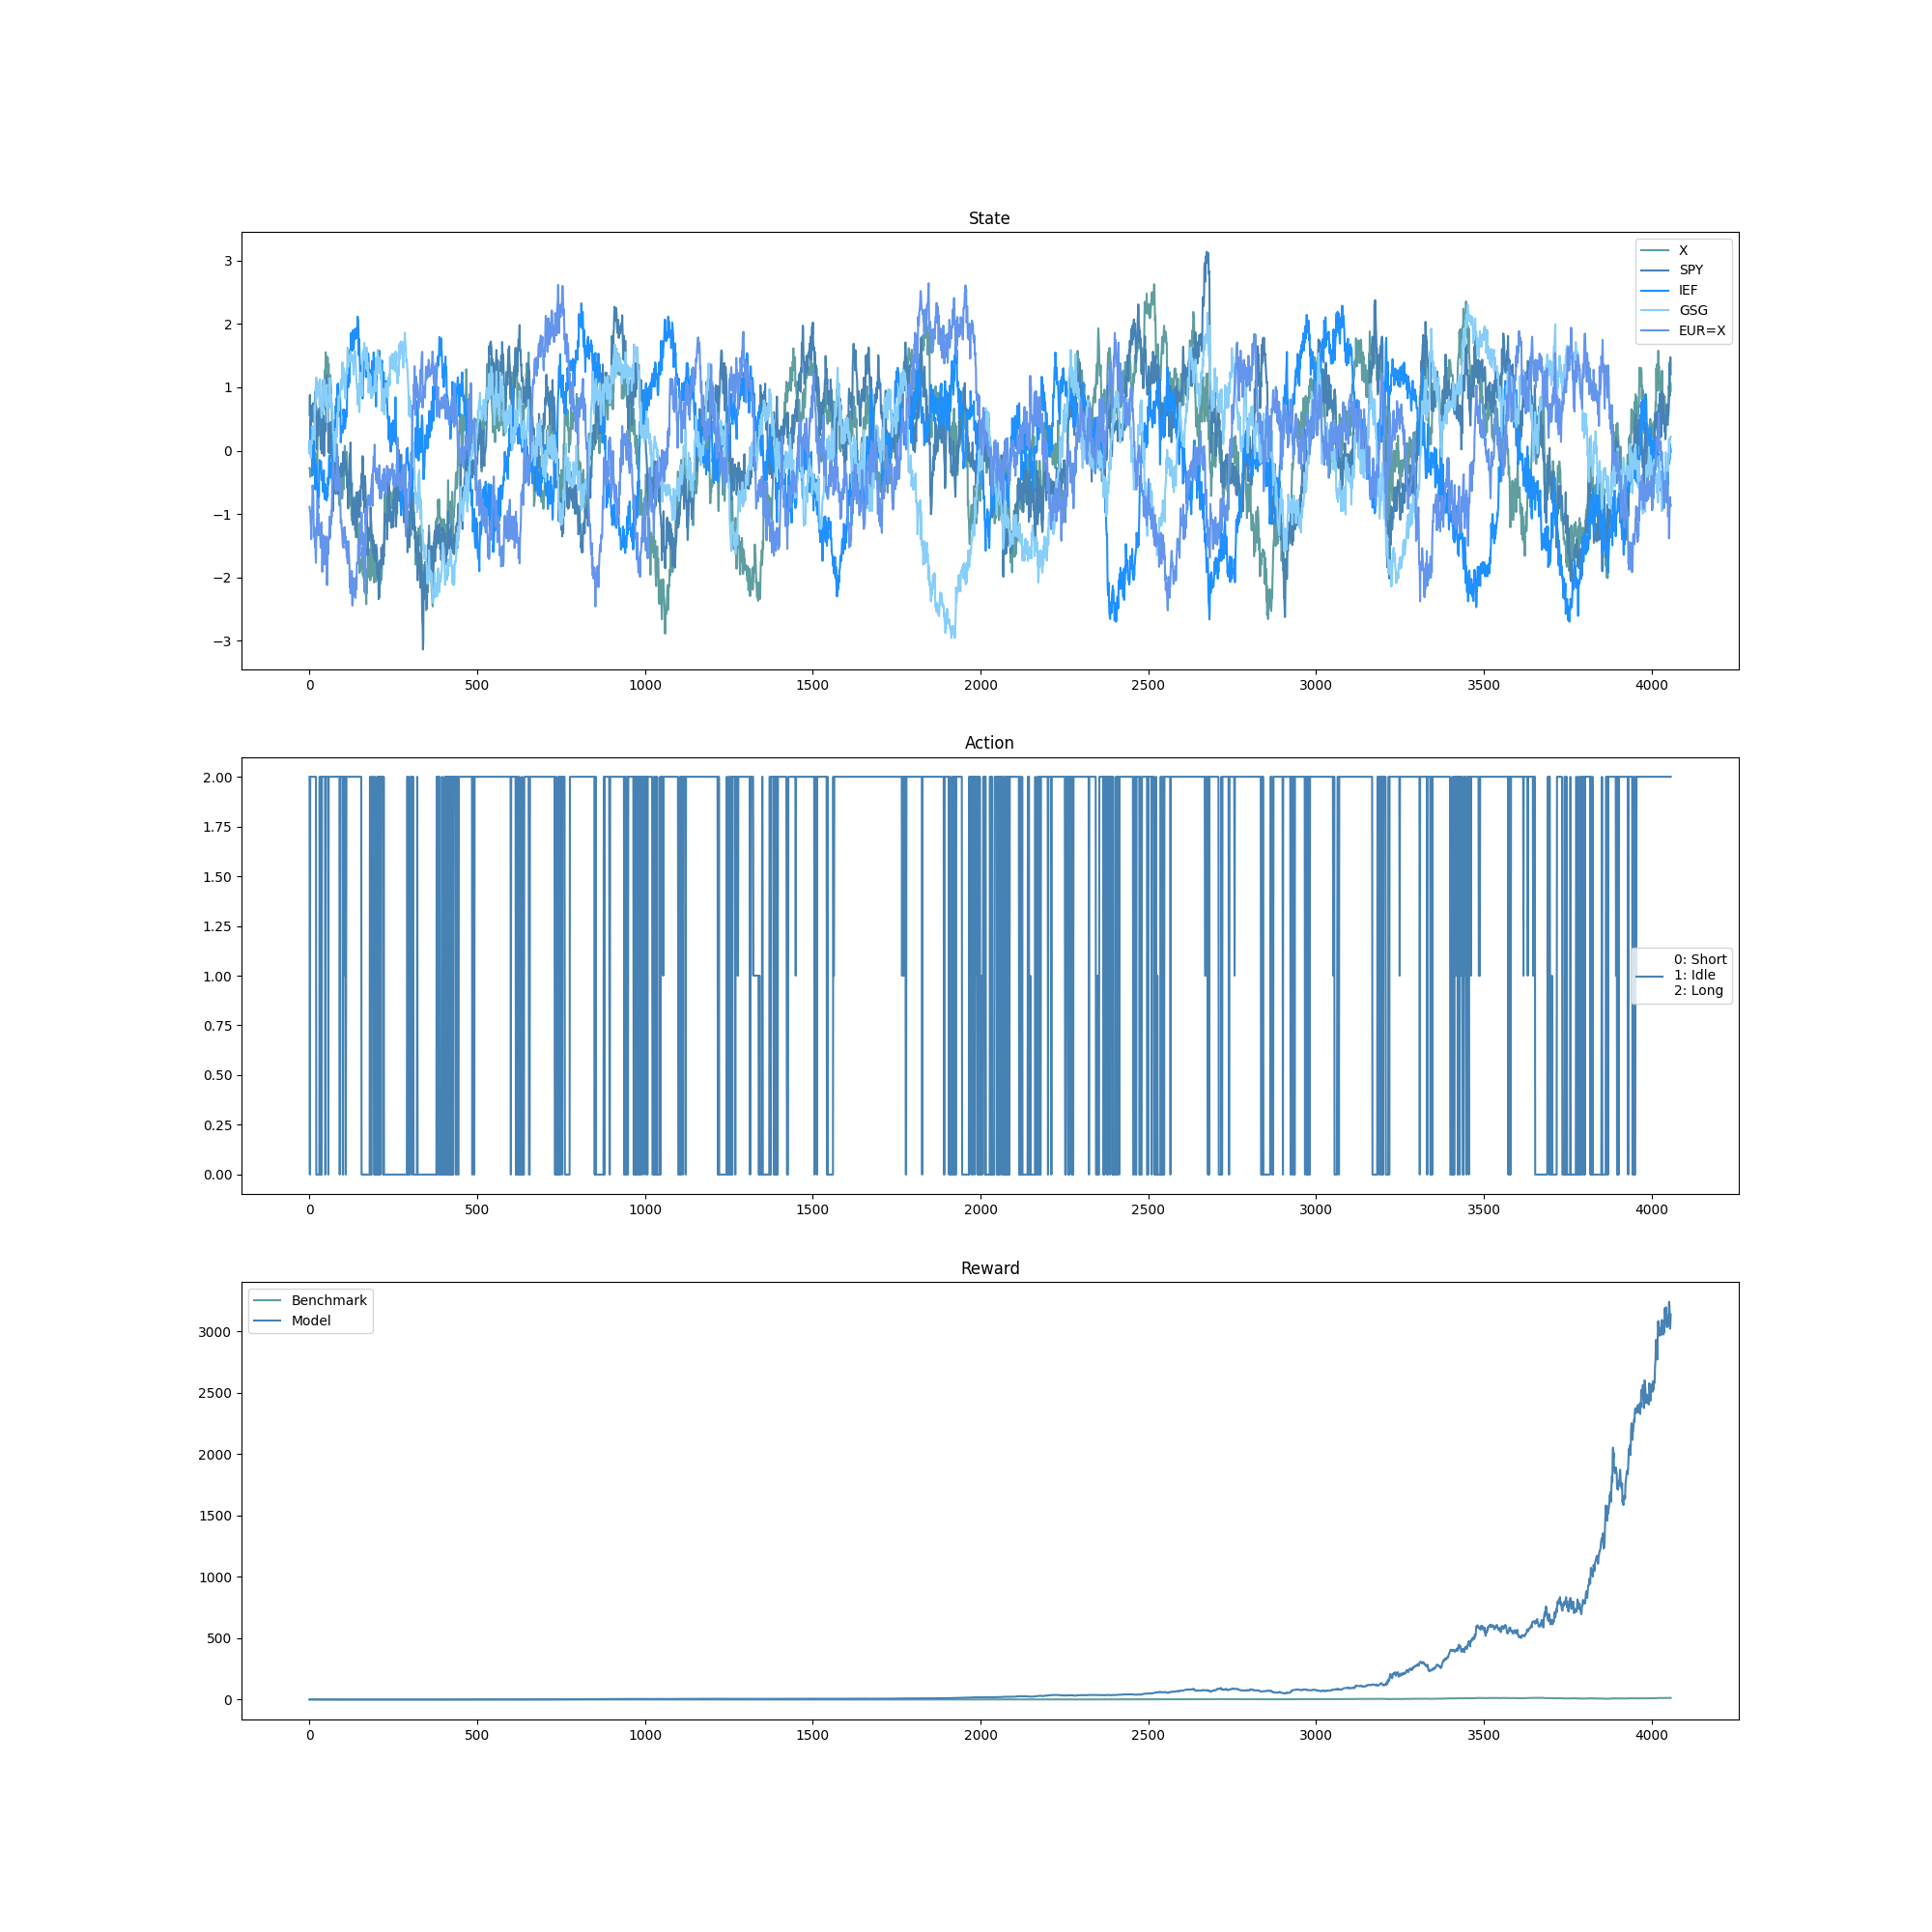 State
3
2
1
0
−1
−2
−3
X
SPY
IEF
GSG
EUR=X
0 500 1000 1500 2000 2500 3000 3500 4000
Action
2.00
1.75
1.50
1.25
1.00
0.75
0.50
0.25
0.00
0: Short
1: Idle
2: Long
0 500 1000 1500 2000 2500 3000 3500 4000
Reward
Benchmark
Model
3000
2500
2000
1500
1000
500
0
0 500 1000 1500 2000 2500 3000 3500 4000